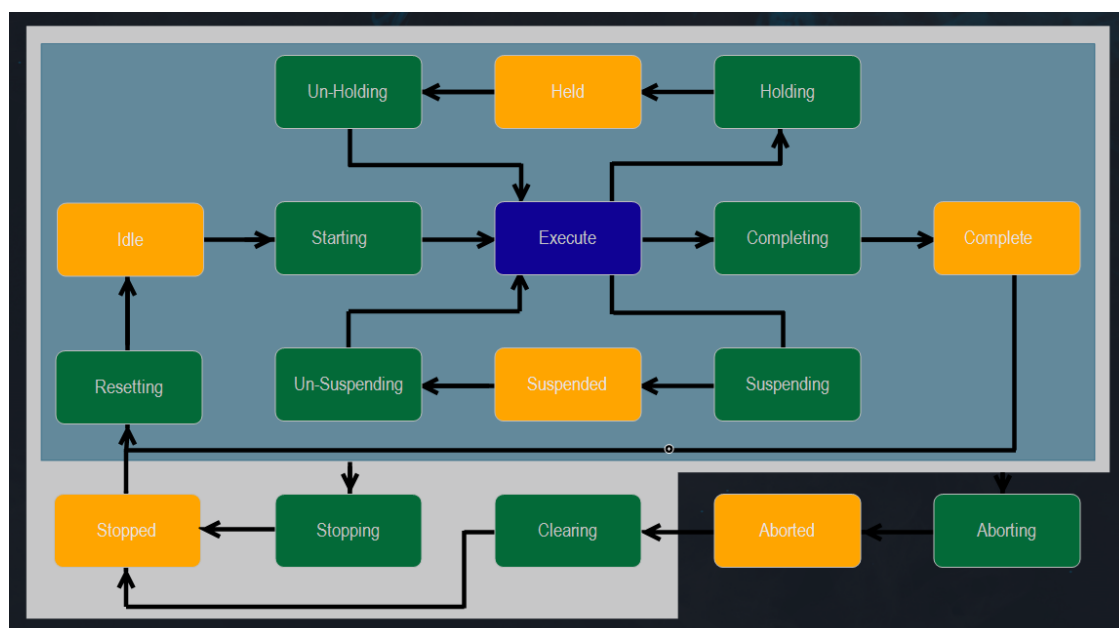 Un-Holding
Held
Holding
Idle
Starting
Execute
Completing
Complete
Resetting
Un-Suspending
Suspended
Suspending
Stopped
Stopping
Clearing
Aborted
Aborting